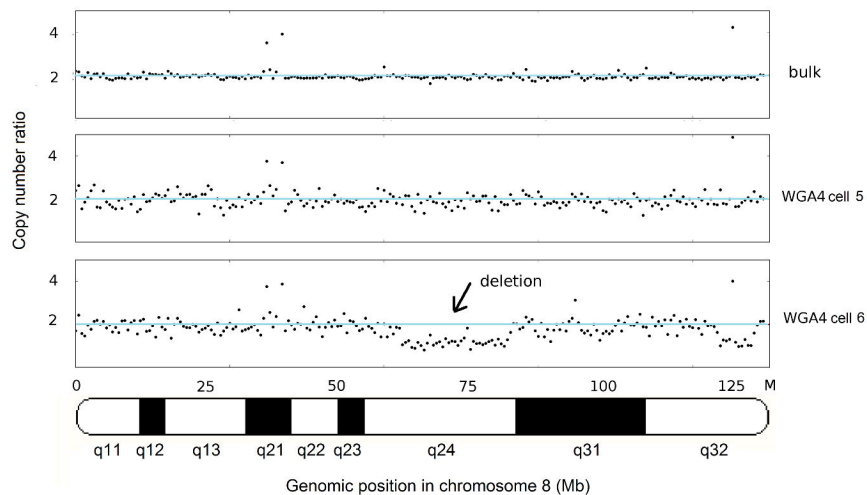 4
2
bulk
4
2
WGA4 cell 5
Copy number ratio
4
2
deletion
WGA4 cell 6
0 25 50 75 100 125 M
q11 q12 q13 q21 q22 q23 q24 q31 q32
Genomic position in chromosome 8 (Mb)